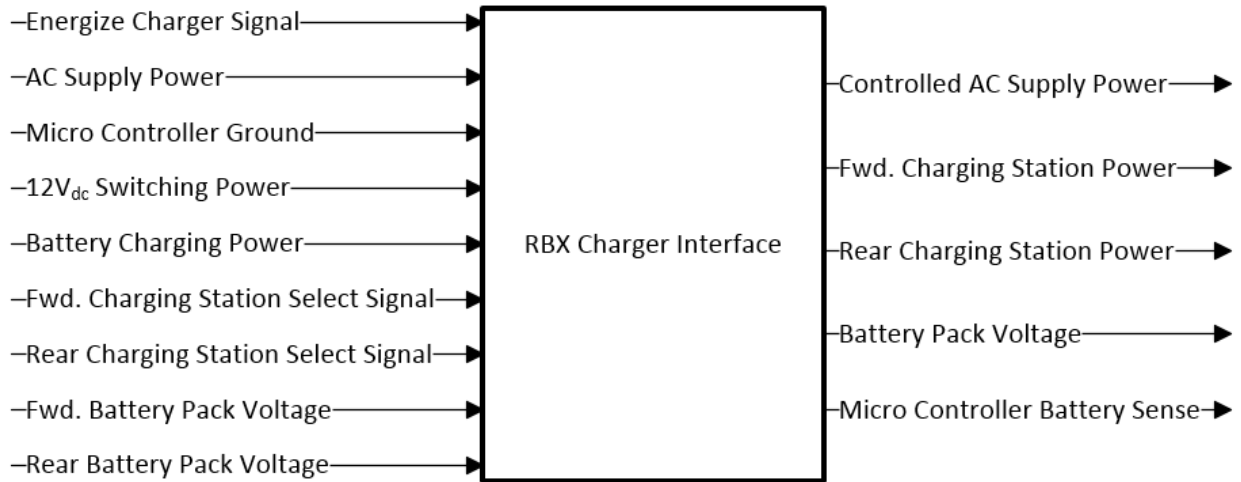 Energize Charger Signal
AC Supply Power
Micro Controller Ground
12Vdc Switching Power
Battery Charging Power
Fwd. Charging Station Select Signal
Rear Charging Station Select Signal
Fwd. Battery Pack Voltage
Rear Battery Pack Voltage
RBX Charger Interface
Controlled AC Supply Power
Fwd. Charging Station Power
Rear Charging Station Power
Battery Pack Voltage
Micro Controller Battery Sense